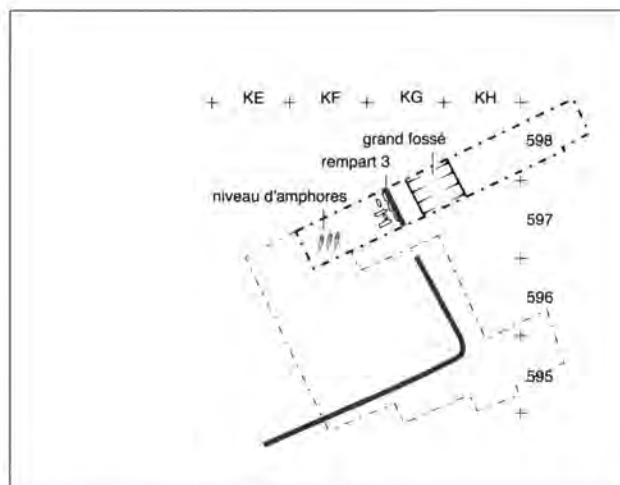 KE KF KG KH
grand fossé
598
rempart 3
niveau d'amphores
597
596
595